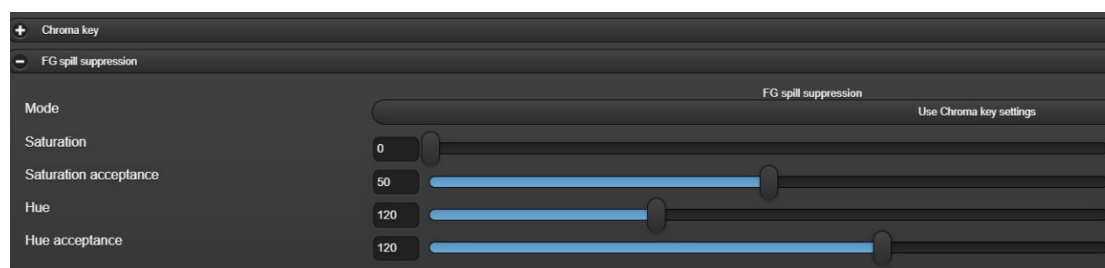 Chroma key
FG spill suppression
FG spill suppression
Mode
Use Chroma key settings
Saturation
0
Saturation acceptance
50
Hue
120
Hue acceptance
120